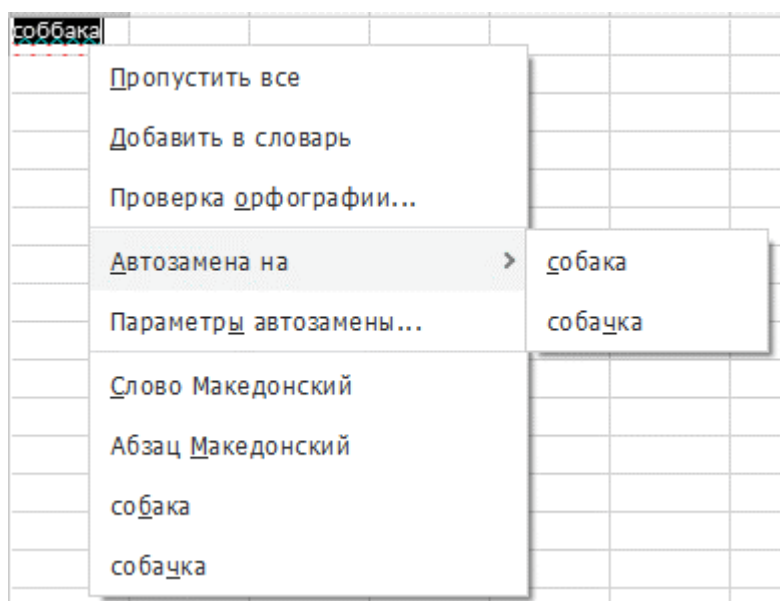 соббака
Пропустить все
Добавить в словарь
Проверка орфографии...
Автозамена на
собака
собачка
Параметры автозамены...
Слово Македонский
Абзац Македонский
собака
собачка